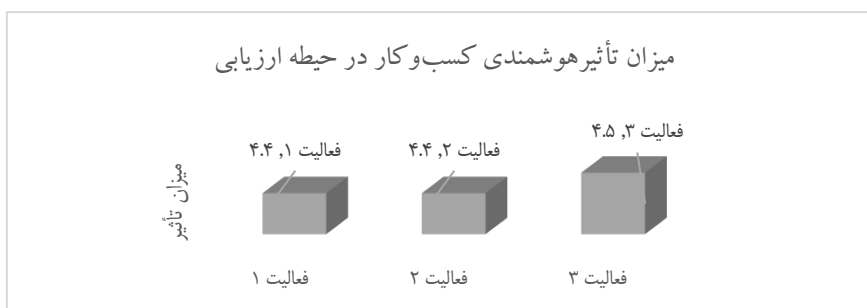 میزان تأثیرهوشمندی کسب‌وکار در حیطه ارزیابی
فعالیت ۳, ۴.۵
فعالیت ۲, ۴.۴
فعالیت ۱, ۴.۴
میزان تأثیر
فعالیت ۳
فعالیت ۲
فعالیت ۱